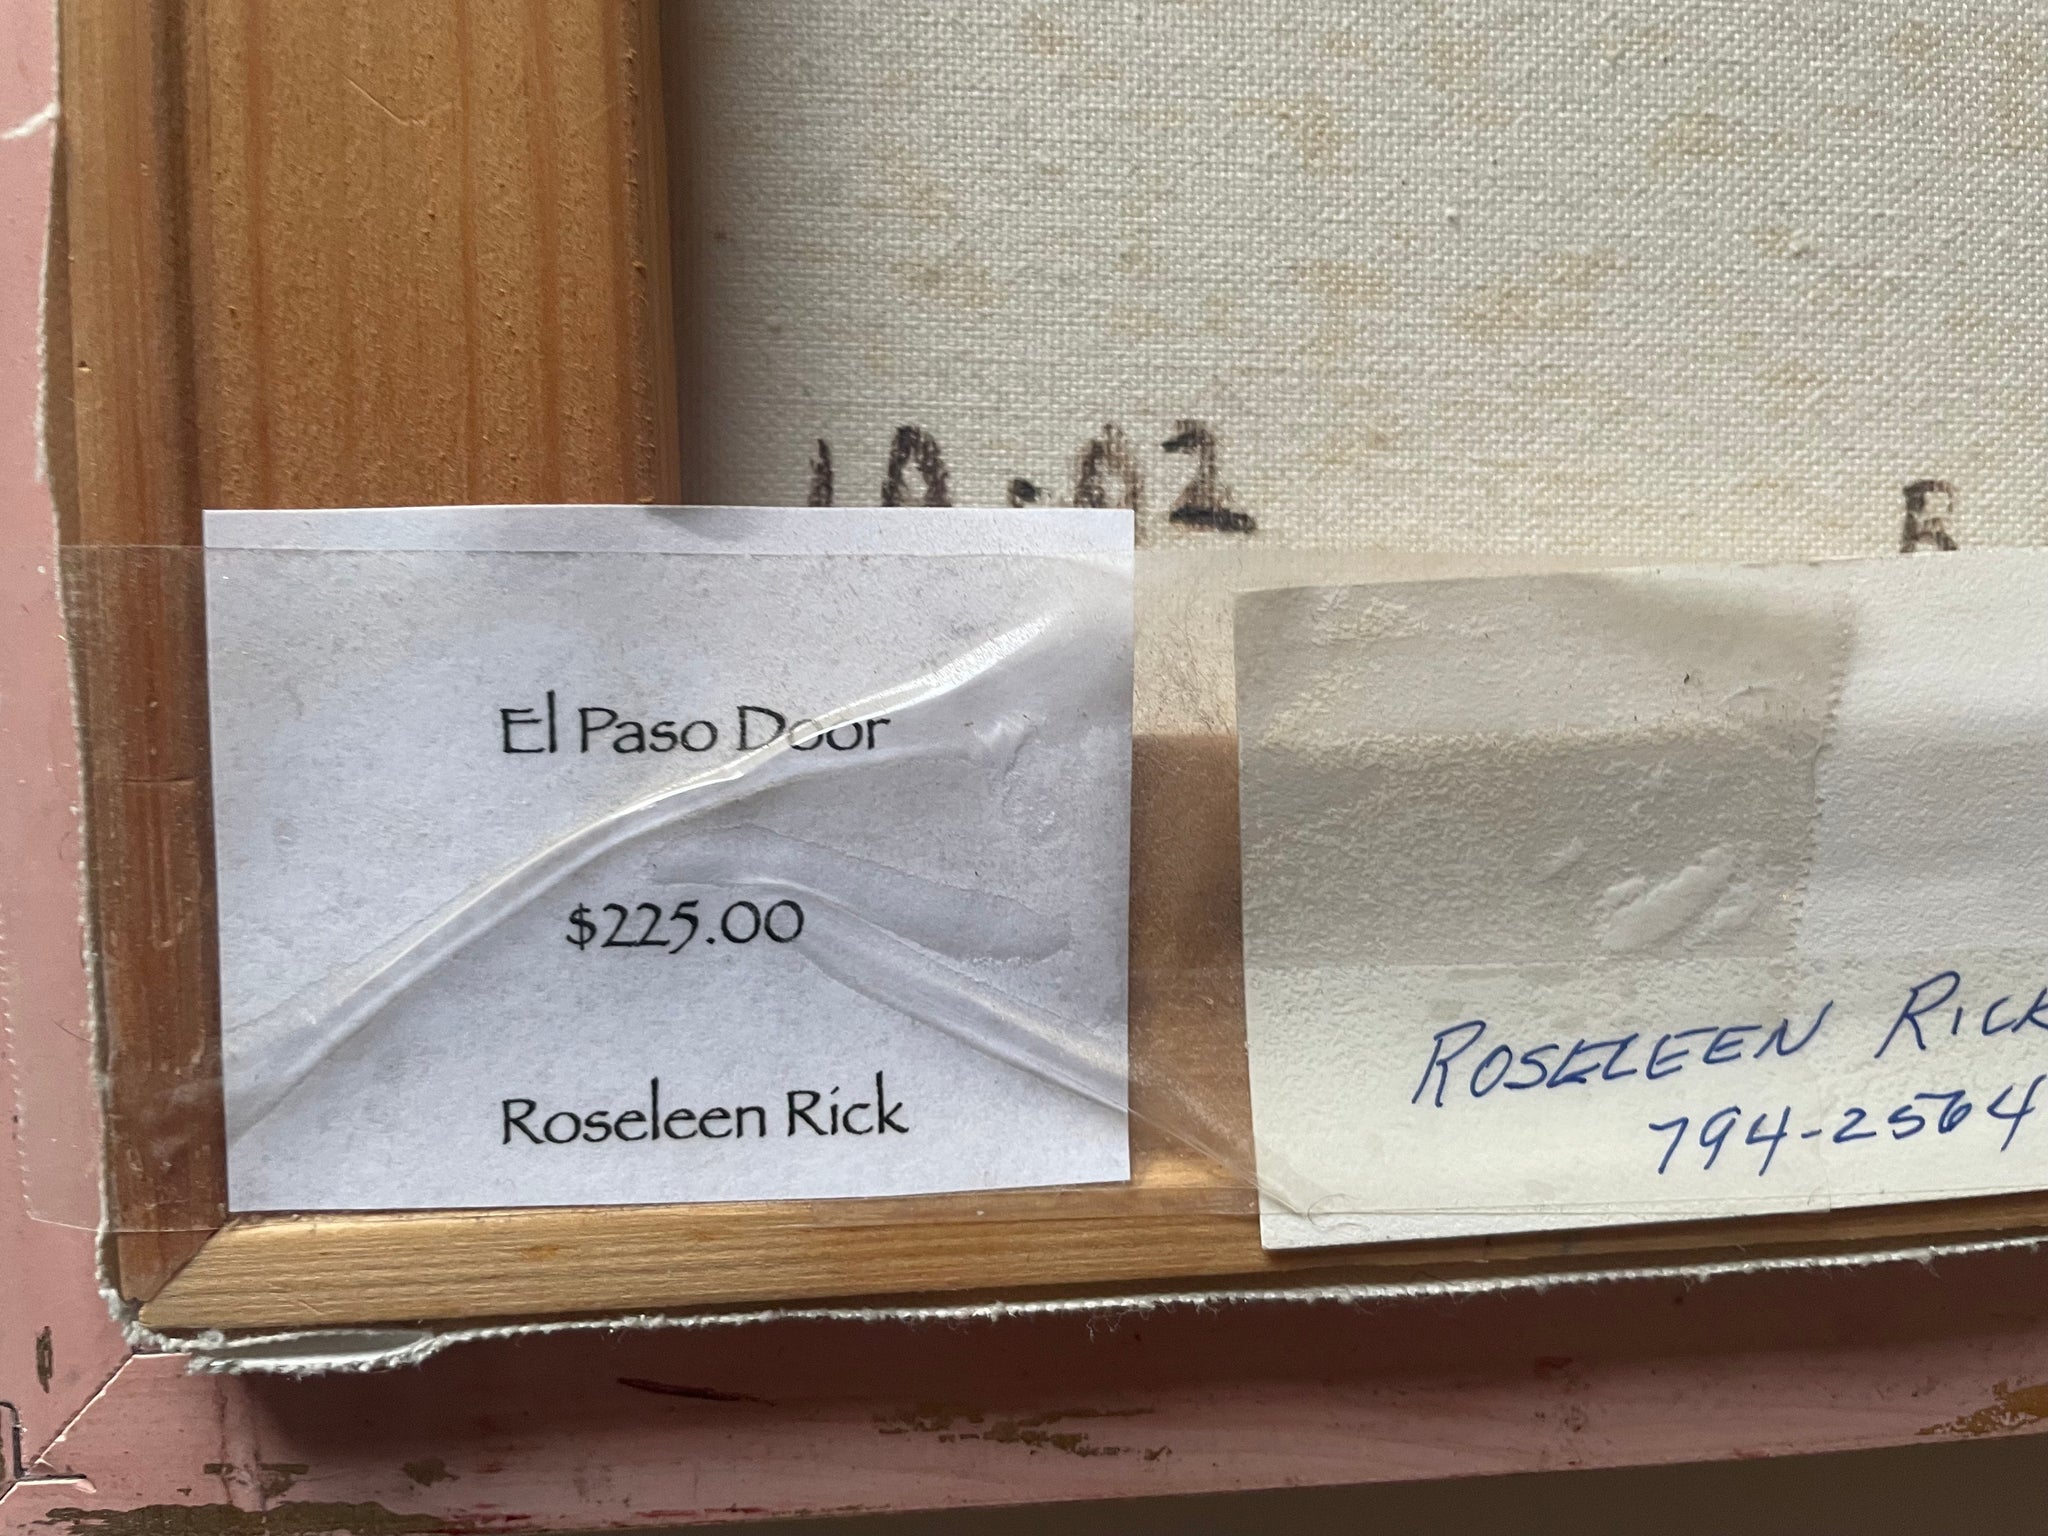 10-02
R
El Paso Door
$225.00
Roseleen Rick
ROSELEEN RICK
794-2564